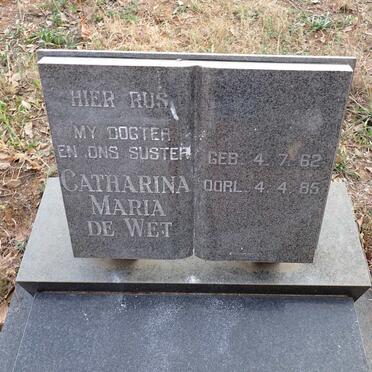 HIER RUS
MY DOGTER
EN ONS SUSTER
CATHARINA
MARIA
DE WET
GEB. 4.7.62
OORL. 4.4.85